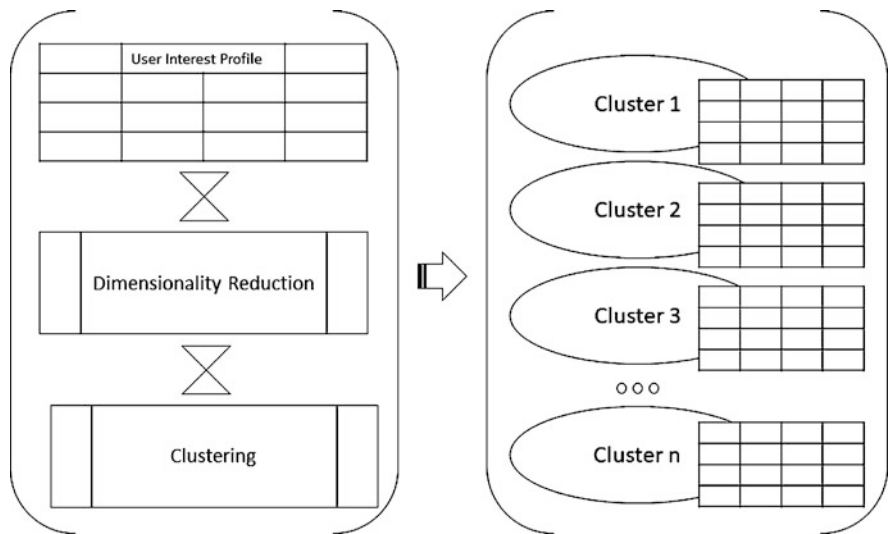 User Interest Profile
Dimensionality Reduction
Clustering
Cluster 1
Cluster 2
Cluster 3
Cluster n